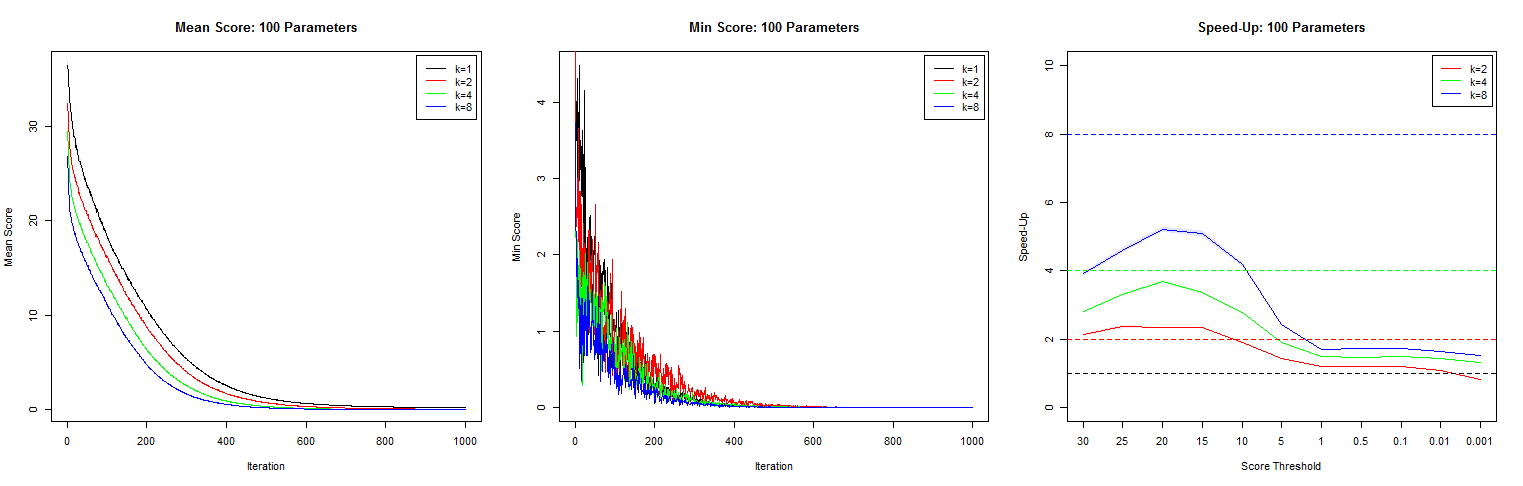 Mean Score: 100 Parameters
Mean Score
30
20
10
0
0 200 400 600 800 1000
Iteration
k=1
k=2
k=4
k=8
Min Score: 100 Parameters
Min Score
4
3
2
1
0
0 200 400 600 800 1000
Iteration
k=1
k=2
k=4
k=8
Speed-Up: 100 Parameters
Speed-Up
10
8
6
4
2
0
30 25 20 15 10 5 1 0.5 0.1 0.01 0.001
Score Threshold
k=2
k=4
k=8